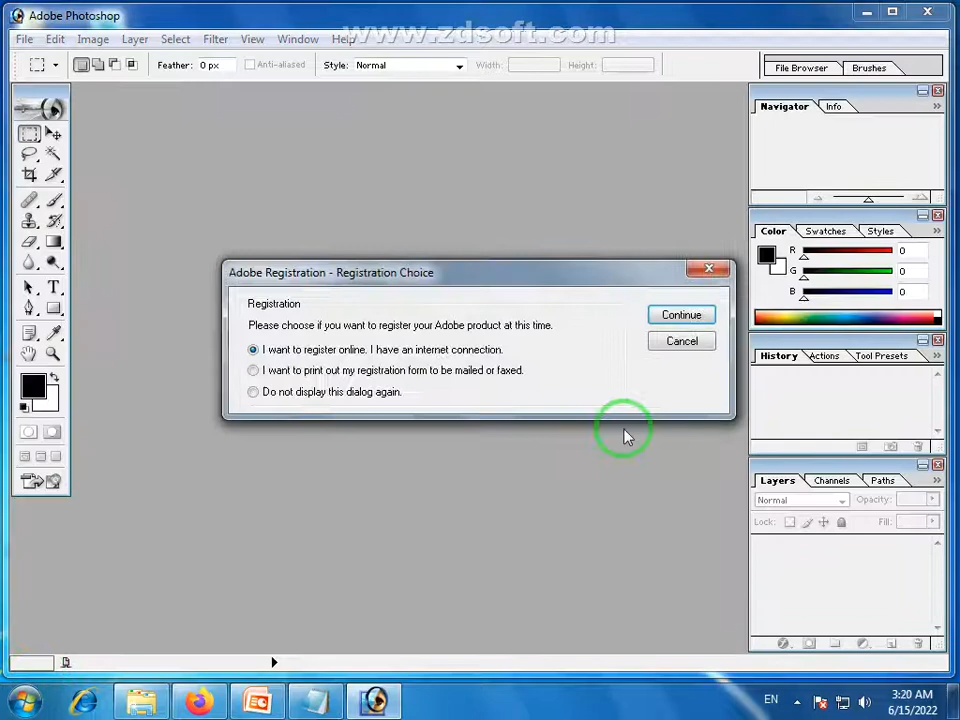 Adobe Photoshop
www.zdsoft.com
File Edit Image Layer Select Filter View Window Help
Feather: 0 px Anti-aliased Style: Normal Width: Height: File Browser Brushes
Navigator Info
Color Swatches Styles
R 0
G 0
B 0
Adobe Registration - Registration Choice
Registration
Please choose if you want to register your Adobe product at this time.
I want to register online. I have an internet connection.
I want to print out my registration form to be mailed or faxed.
Do not display this dialog again.
Continue
Cancel
History Actions Tool Presets
Layers Channels Paths
Normal Opacity:
Lock: Fill:
T
EN
3:20 AM
6/15/2022